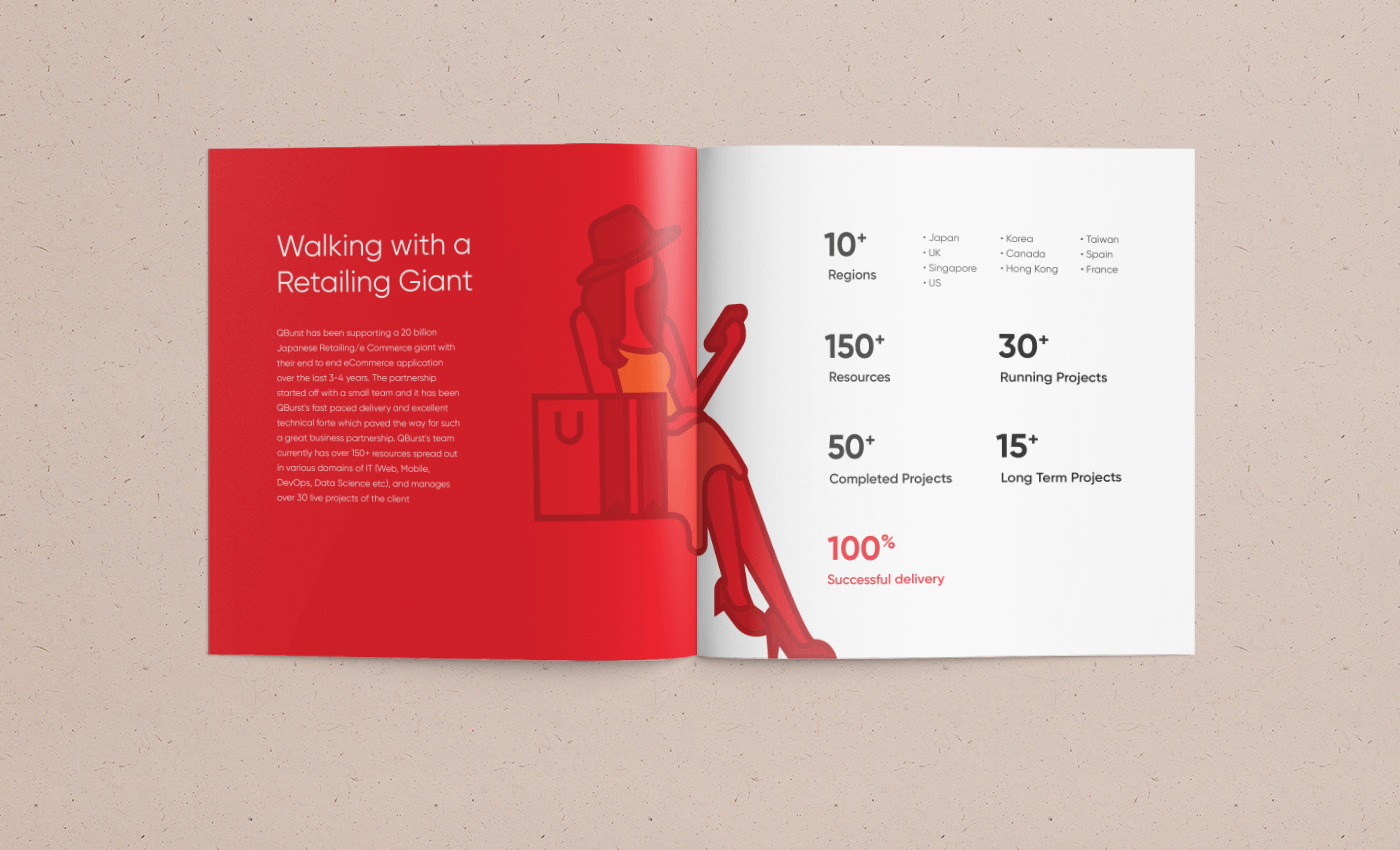 Walking with a
Retailing Giant
QBurst has been supporting a 20 billion
Japanese Retailing/e Commerce giant with
their end to end eCommerce application
over the last 3-4 years. The partnership
started off with a small team and it has been
QBurst's fast paced delivery and excellent
technical forte which paved the way for such
a great business partnership. QBurst's team
currently has over 150+ resources spread out
in various domains of IT (Web, Mobile,
DevOps, Data Science etc), and manages
over 30 live projects of the client
10+
Regions
• Japan
• UK
• Singapore
• US
• Korea
• Canada
• Hong Kong
• Taiwan
• Spain
• France
150+
Resources
30+
Running Projects
50+
Completed Projects
15+
Long Term Projects
100%
Successful delivery